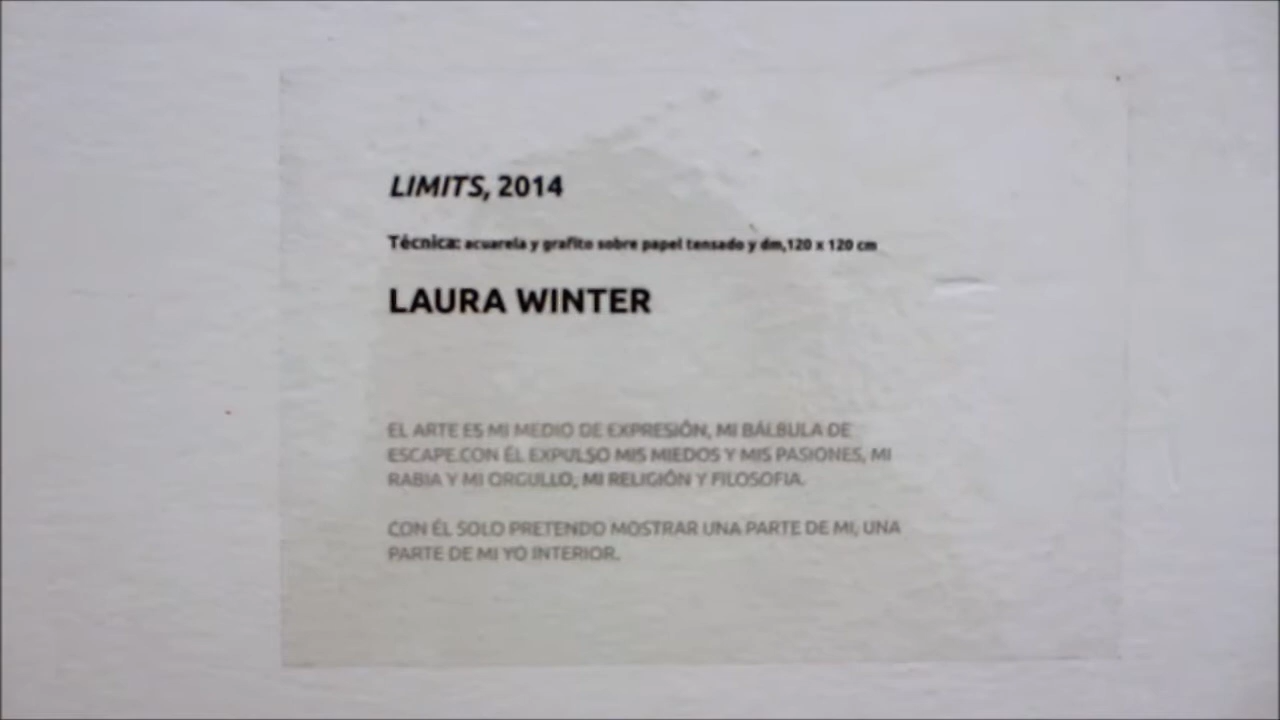 LIMITS, 2014
Técnica: acuarela y grafito sobre papel tensado y dm,120 x 120 cm
LAURA WINTER
EL ARTE ES MI MEDIO DE EXPRESIÓN, MI BÁLBULA DE
ESCAPE.CON ÉL EXPULSO MIS MIEDOS Y MIS PASIONES, MI
RABIA Y MI ORGULLO, MI RELIGIÓN Y FILOSOFIA.
CON ÉL SOLO PRETENDO MOSTRAR UNA PARTE DE MI, UNA
PARTE DE MI YO INTERIOR.